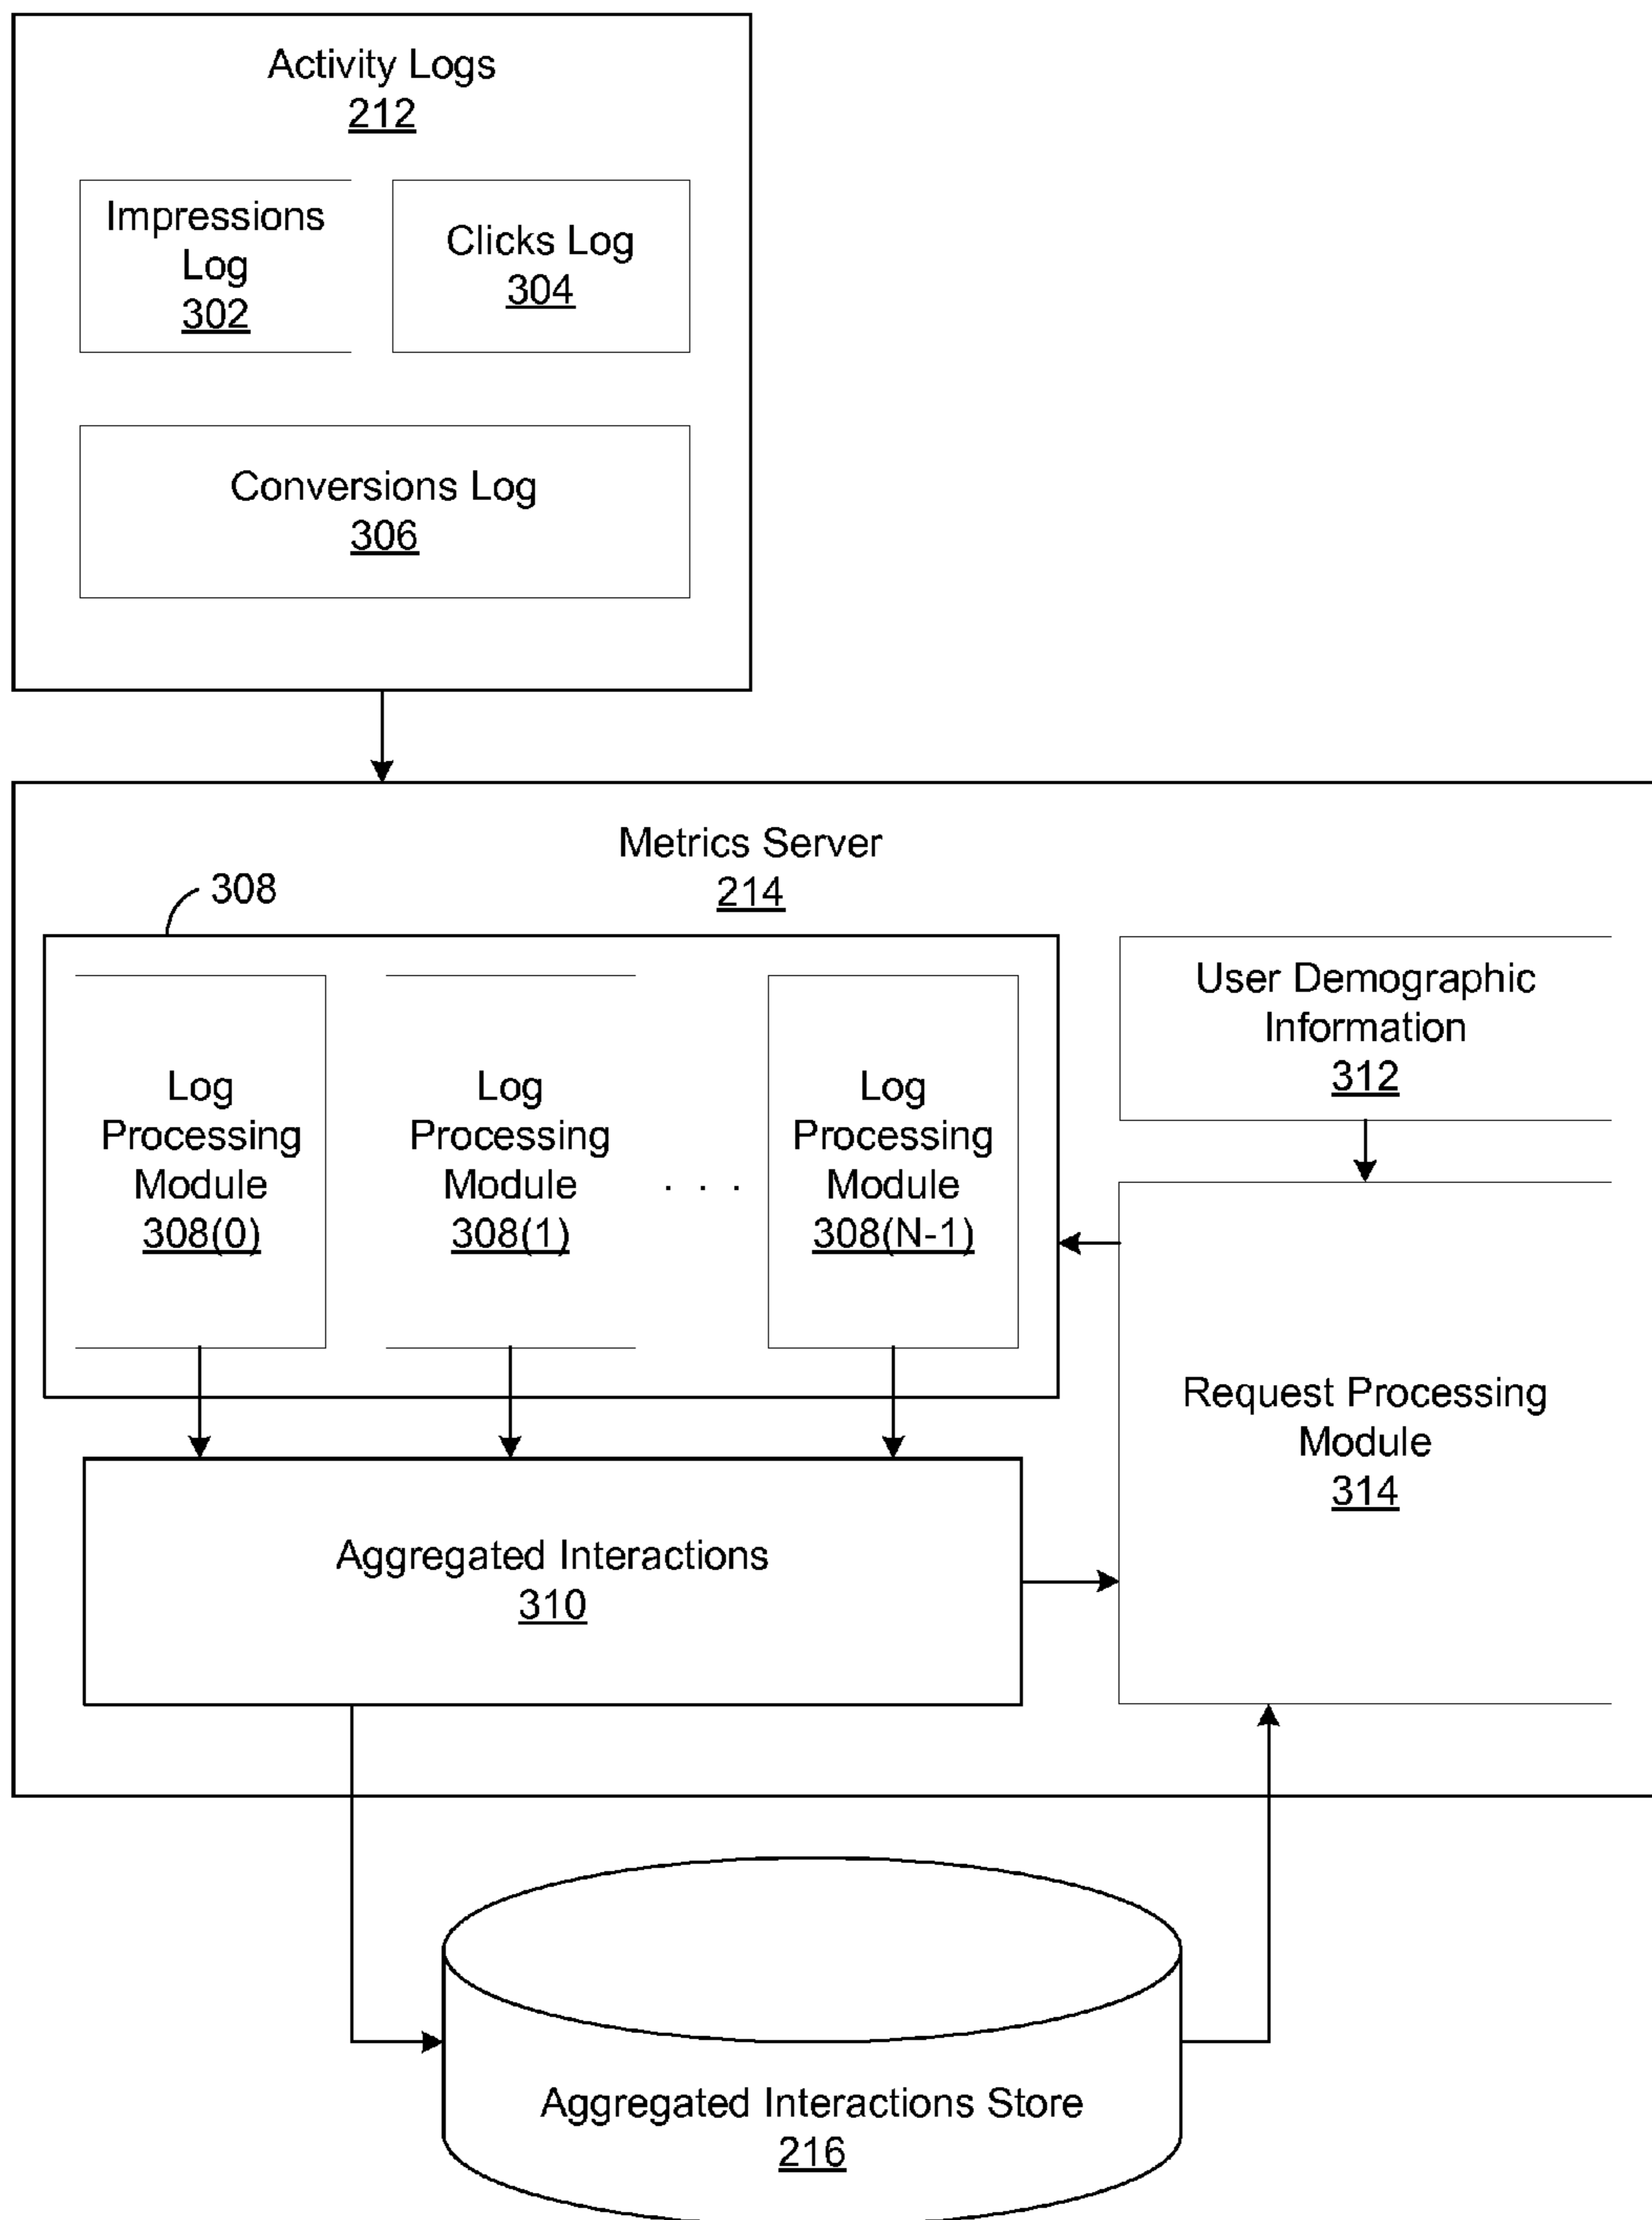 Activity Logs
212
Impressions
Log
302
Clicks Log
304
Conversions Log
306
Metrics Server
214
308
Log
Processing
Module
308(0)
Log
Processing
Module
308(1)
. . .
Log
Processing
Module
308(N-1)
User Demographic
Information
312
Request Processing
Module
314
Aggregated Interactions
310
Aggregated Interactions Store
216